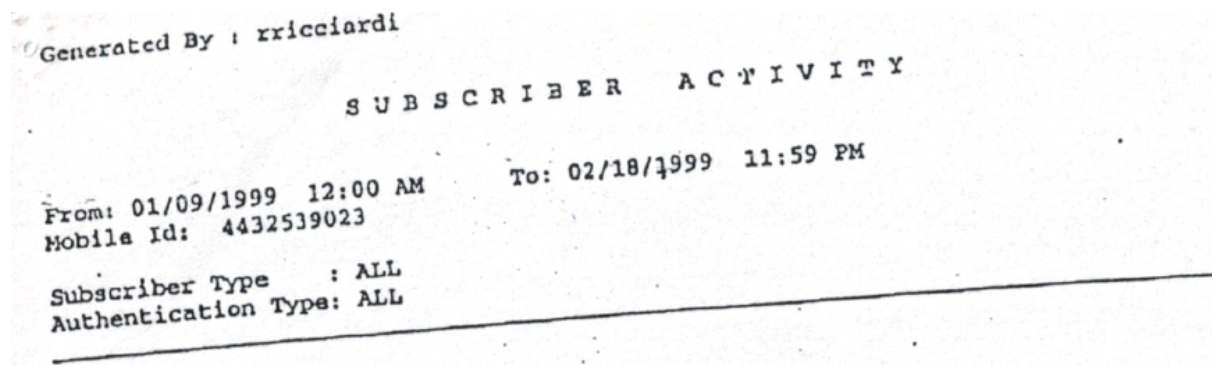 Generated By : rricciardi
S U B S C R I B E R   A C T I V I T Y
From: 01/09/1999  12:00 AM   To: 02/18/1999  11:59 PM
Mobile Id:  4432539023
Subscriber Type    : ALL
Authentication Type: ALL